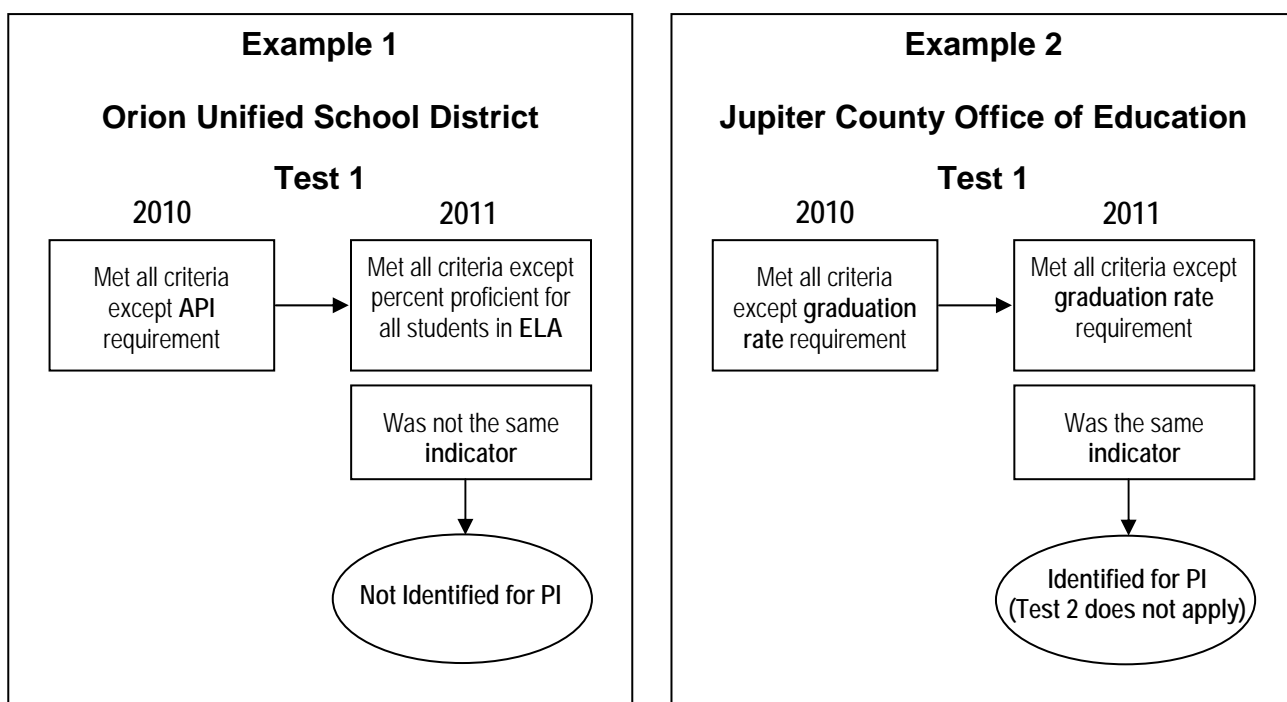 Example 1
Orion Unified School District
Test 1
2010
2011
Met all criteria
except API
requirement
Met all criteria except
percent proficient for
all students in ELA
Was not the same
indicator
Not Identified for PI
Example 2
Jupiter County Office of Education
Test 1
2010
2011
Met all criteria
except graduation
rate requirement
Met all criteria except
graduation rate
requirement
Was the same
indicator
Identified for PI
(Test 2 does not apply)